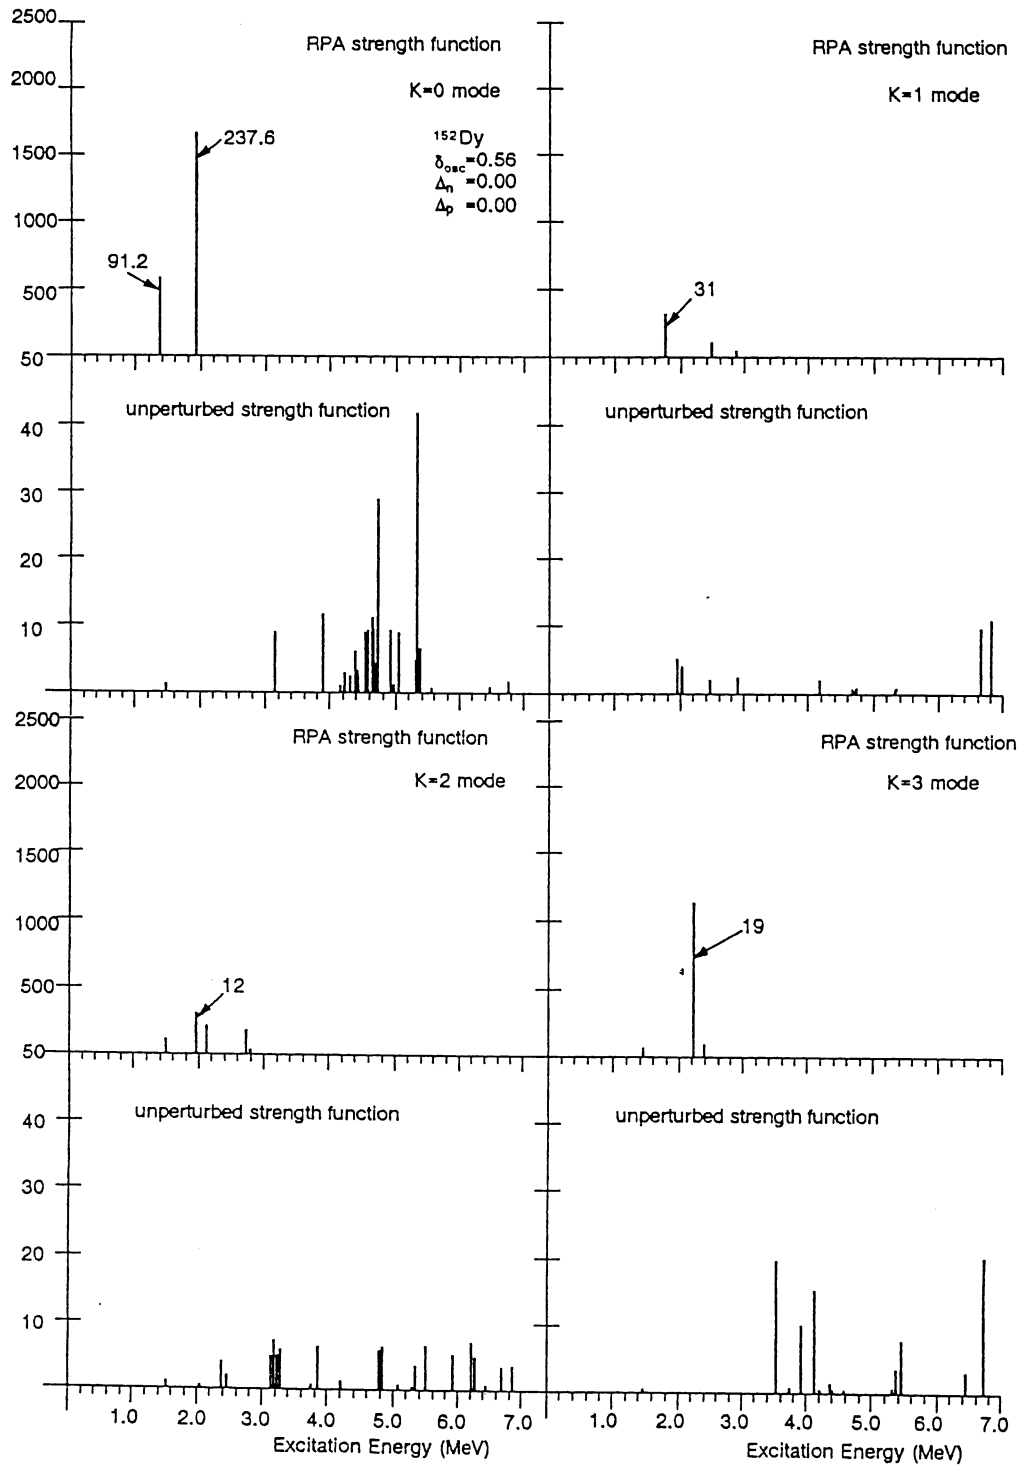 2500
2000
1500
1000
500
50
RPA strength function
K=0 mode
152Dy
δosc=0.56
Δn =0.00
Δp =0.00
237.6
91.2
RPA strength function
K=1 mode
31
unperturbed strength function
40
30
20
10
unperturbed strength function
2500
2000
1500
1000
500
50
RPA strength function
K=2 mode
12
RPA strength function
K=3 mode
19
unperturbed strength function
40
30
20
10
1.0 2.0 3.0 4.0 5.0 6.0 7.0
Excitation Energy (MeV)
unperturbed strength function
1.0 2.0 3.0 4.0 5.0 6.0 7.0
Excitation Energy (MeV)